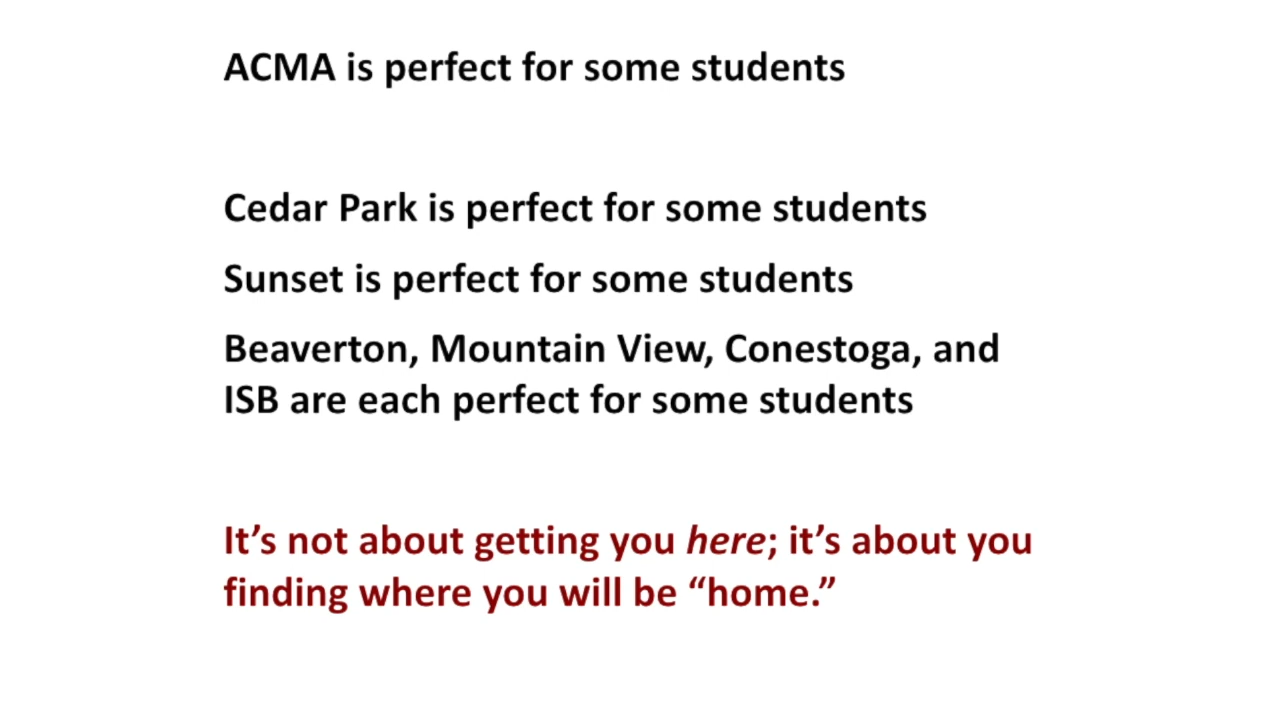 ACMA is perfect for some students
Cedar Park is perfect for some students
Sunset is perfect for some students
Beaverton, Mountain View, Conestoga, and
ISB are each perfect for some students
It’s not about getting you here; it’s about you
finding where you will be “home.”